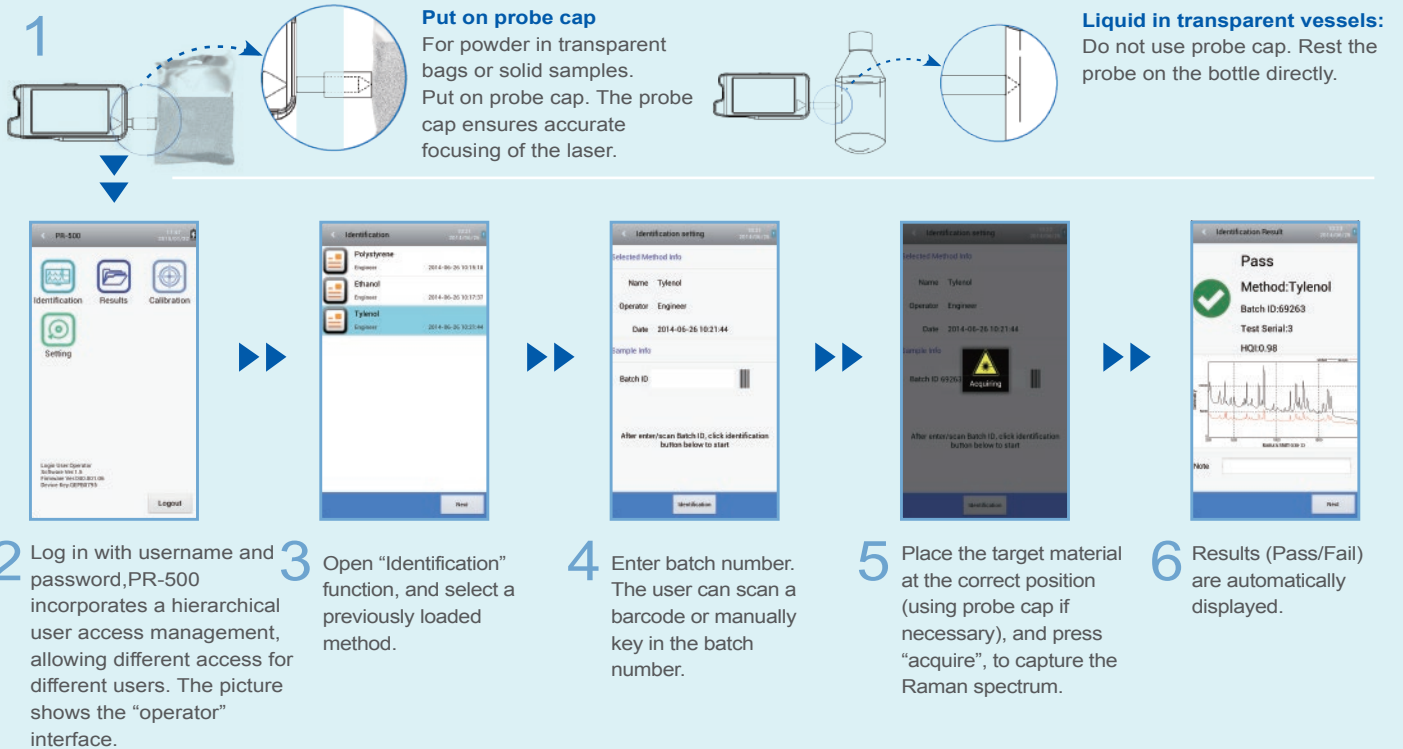 1
Put on probe cap
For powder in transparent
bags or solid samples.
Put on probe cap. The probe
cap ensures accurate
focusing of the laser.
Liquid in transparent vessels:
Do not use probe cap. Rest the
probe on the bottle directly.
PR-500
Identification
Results
Calibration
Setting
Login User:Operator
Logout
Identification
Polystyrene
Engineer 2014-06-26 10:19:18
Ethanol
Engineer 2014-06-26 10:17:37
Tylenol
Engineer 2014-06-26 10:21:44
Next
Identification setting
Selected Method Info
Name Tylenol
Operator Engineer
Date 2014-06-26 10:21:44
Sample Info
Batch ID
After enter/scan Batch ID, click identification
button below to start
Identification
Identification setting
Selected Method Info
Name Tylenol
Operator Engineer
Date 2014-06-26 10:21:44
Sample Info
Batch ID 69263
Acquiring
After enter/scan Batch ID, click identification
button below to start
Identification
Identification Result
Pass
Method:Tylenol
Batch ID:69263
Test Serial:3
HQI:0.98
Note
Next
2 Log in with username and
password,PR-500
incorporates a hierarchical
user access management,
allowing different access for
different users. The picture
shows the “operator”
interface.
3 Open “Identification”
function, and select a
previously loaded
method.
4 Enter batch number.
The user can scan a
barcode or manually
key in the batch
number.
5 Place the target material
at the correct position
(using probe cap if
necessary), and press
“acquire”, to capture the
Raman spectrum.
6 Results (Pass/Fail)
are automatically
displayed.